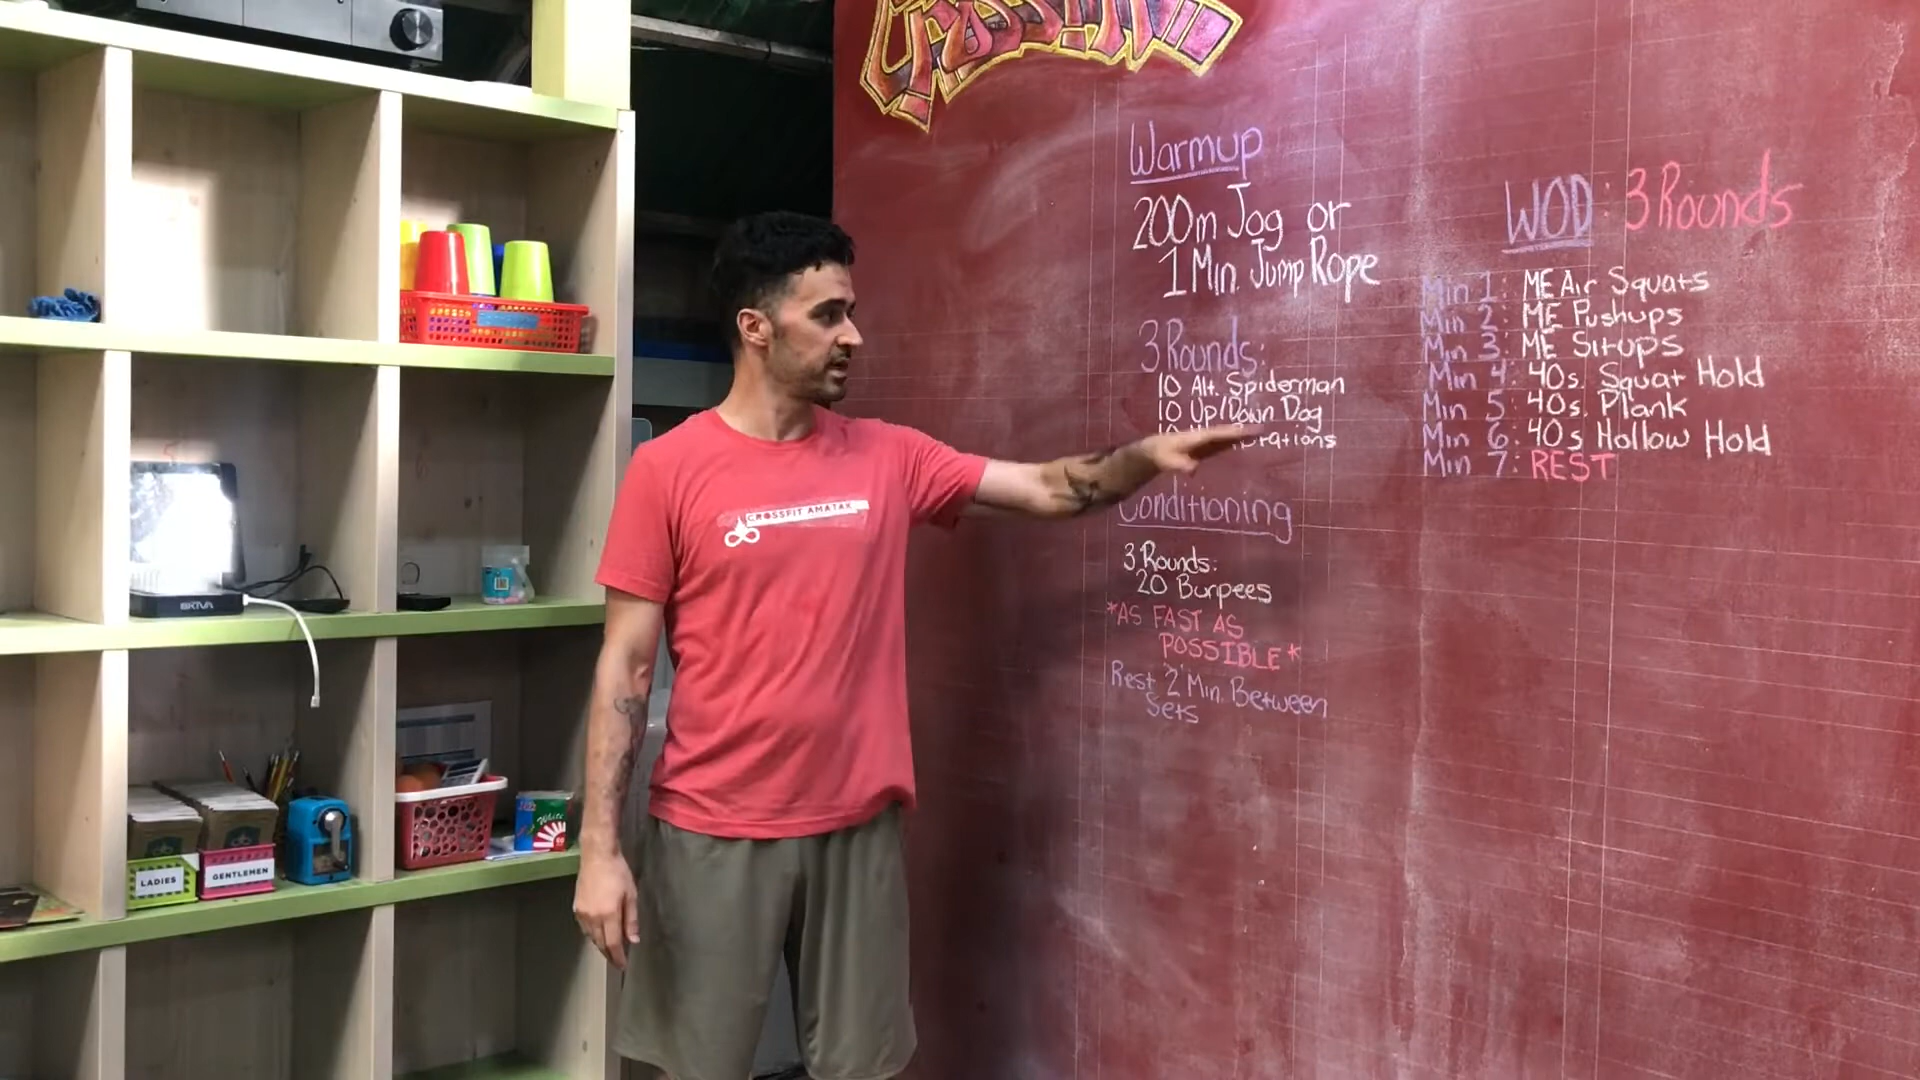 CROSSFIT
Warmup
200m Jog or
1 Min. Jump Rope
3 Rounds:
10 Alt. Spiderman
10 Up/Down Dog
10
Conditioning
3 Rounds:
20 Burpees
*AS FAST AS
POSSIBLE*
Rest 2 Min. Between
Sets
WOD: 3 Rounds
Min 1: ME Air Squats
Min 2: ME Pushups
Min 3: ME Situps
Min 4: 40s. Squat Hold
Min 5: 40s. Plank
Min 6: 40s Hollow Hold
Min 7: REST
CROSSFIT AMATAK
LADIES
GENTLEMEN
White